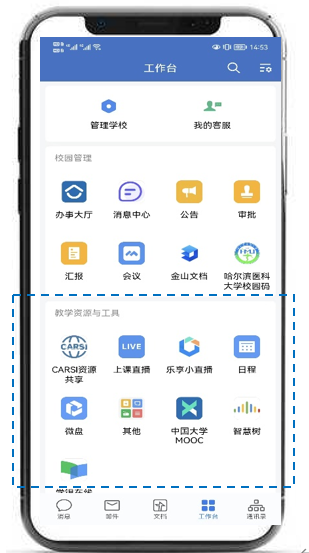 14:53
工作台
管理学校
我的客服
校园管理
办事大厅
消息中心
公告
审批
汇报
会议
金山文档
哈尔滨医科
大学校园码
教学资源与工具
CARSI
CARSI资源
共享
LIVE
上课直播
乐享小直播
日程
微盘
其他
中国大学
MOOC
智慧树
学银在线
消息
邮件
文档
工作台
通讯录